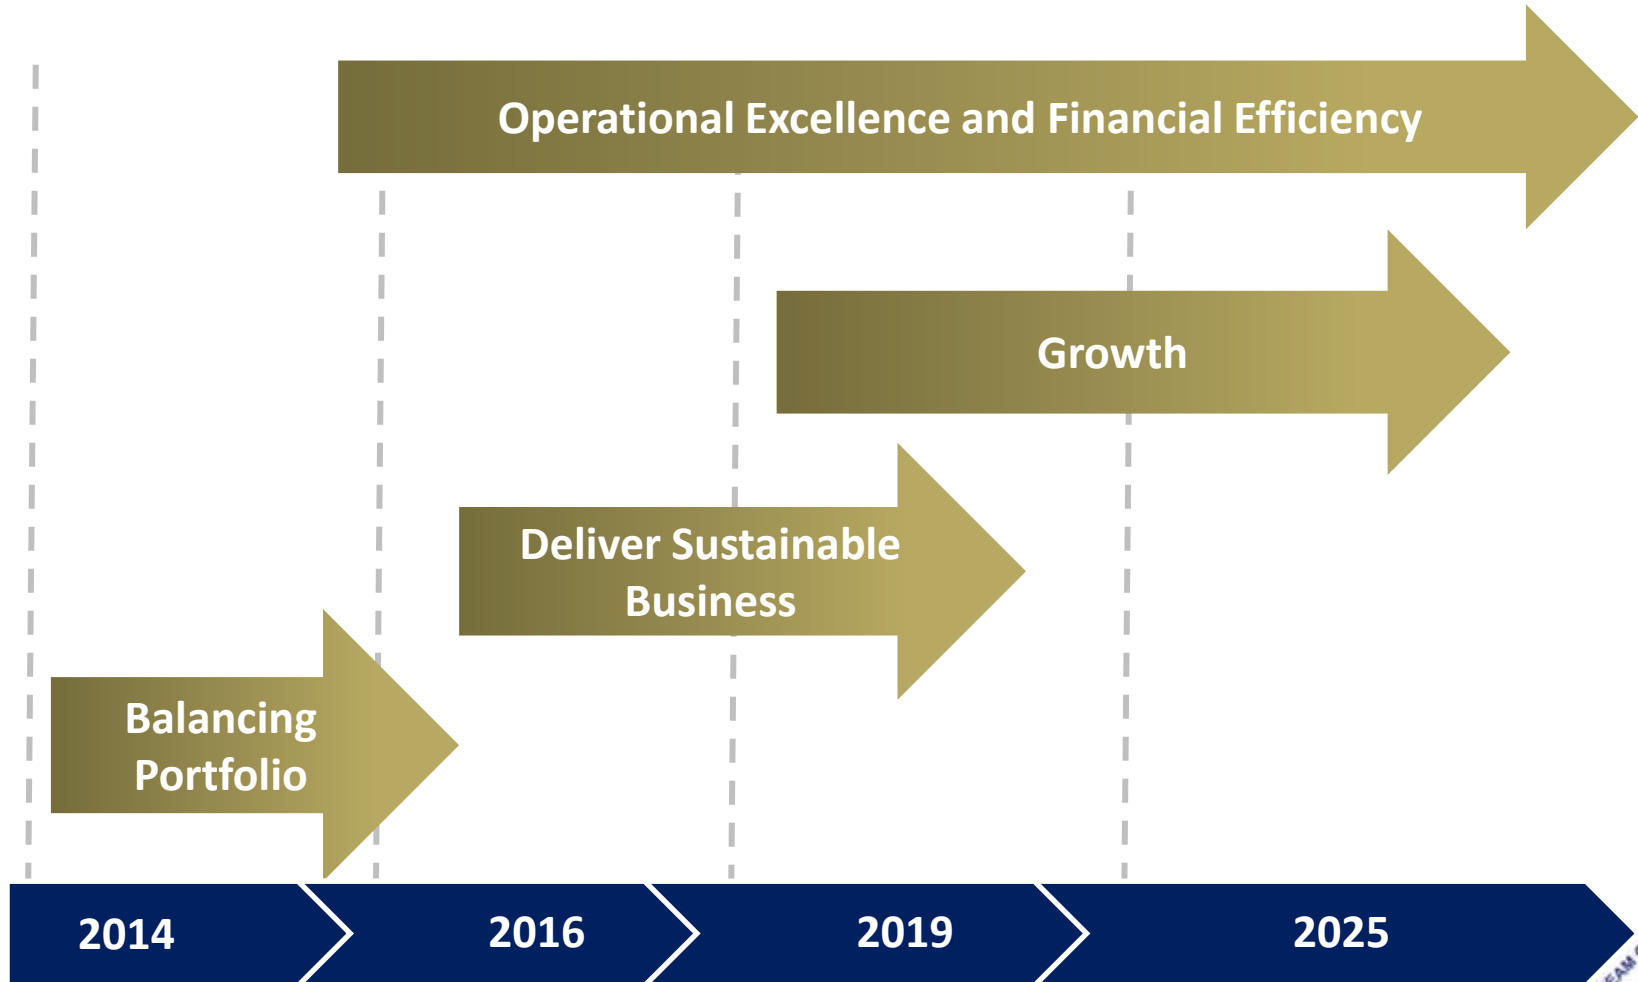 Operational Excellence and Financial Efficiency
Growth
Deliver Sustainable
Business
Balancing
Portfolio
2014
2016
2019
2025